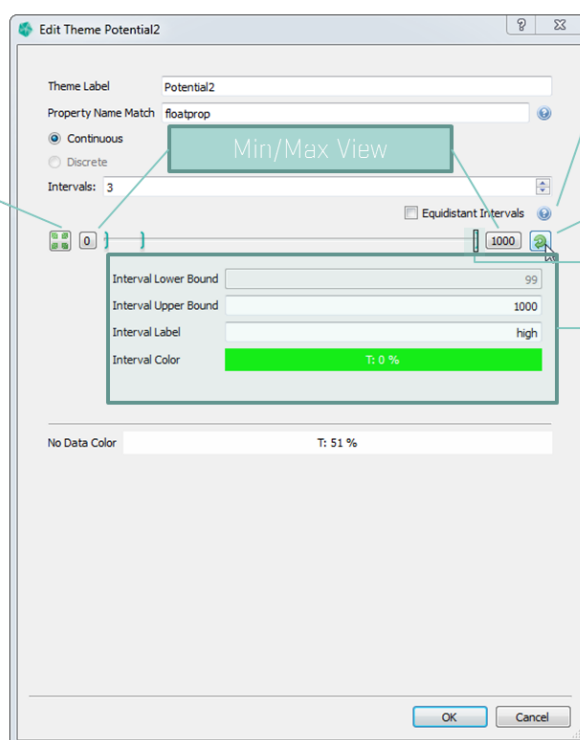 Edit Theme Potential2
Theme Label Potential2
Property Name Match floatprop
Continuous
Min/Max View
Discrete
Intervals: 3
Equidistant Intervals
0 1000
Interval Lower Bound 99
Interval Upper Bound 1000
Interval Label high
Interval Color T: 0 %
No Data Color T: 51 %
OK Cancel